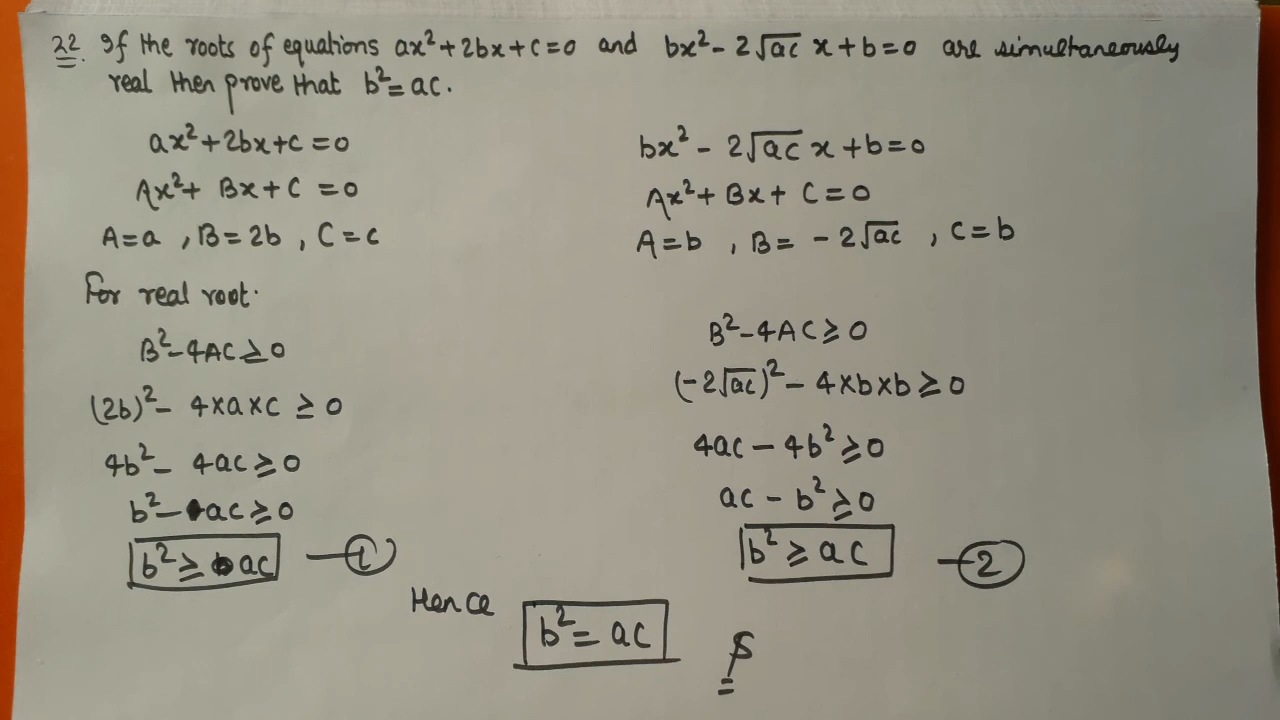 22. If the roots of equations ax²+2bx+c=0 and bx²-2√ac x+b=0 are simultaneously
real then prove that b²=ac.
ax²+2bx+c=0
Ax²+Bx+C=0
A=a, B=2b, C=c
For real root.
B²-4AC≥0
(2b)²-4×a×c≥0
4b²-4ac≥0
b²-ac≥0
b²≥ac —①
bx²-2√ac x+b=0
Ax²+Bx+C=0
A=b, B=-2√ac, C=b
B²-4AC≥0
(-2√ac)²-4×b×b≥0
4ac-4b²≥0
ac-b²≥0
b²≥ac —②
Hence b²=ac